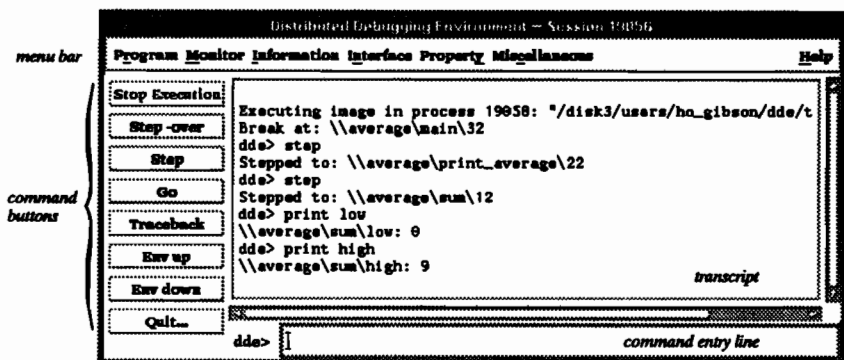 Distributed Debugging Environment — Session 19056
menu bar
Program Monitor Information Interface Property Miscellaneous Help
command buttons
Stop Execution
Step-over
Step
Go
Traceback
Env up
Env down
Quit...
Executing image in process 19058: "/disk3/users/ho_gibson/dde/t
Break at: \\average\main\32
dde> step
Stepped to: \\average\print_average\22
dde> step
Stepped to: \\average\sum\12
dde> print low
\\average\sum\low: 0
dde> print high
\\average\sum\high: 9
transcript
dde>
command entry line